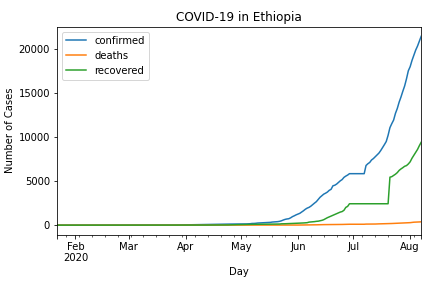 COVID-19 in Ethiopia
confirmed
deaths
recovered
Number of Cases
20000
15000
10000
5000
0
Feb Mar Apr May Jun Jul Aug
2020
Day